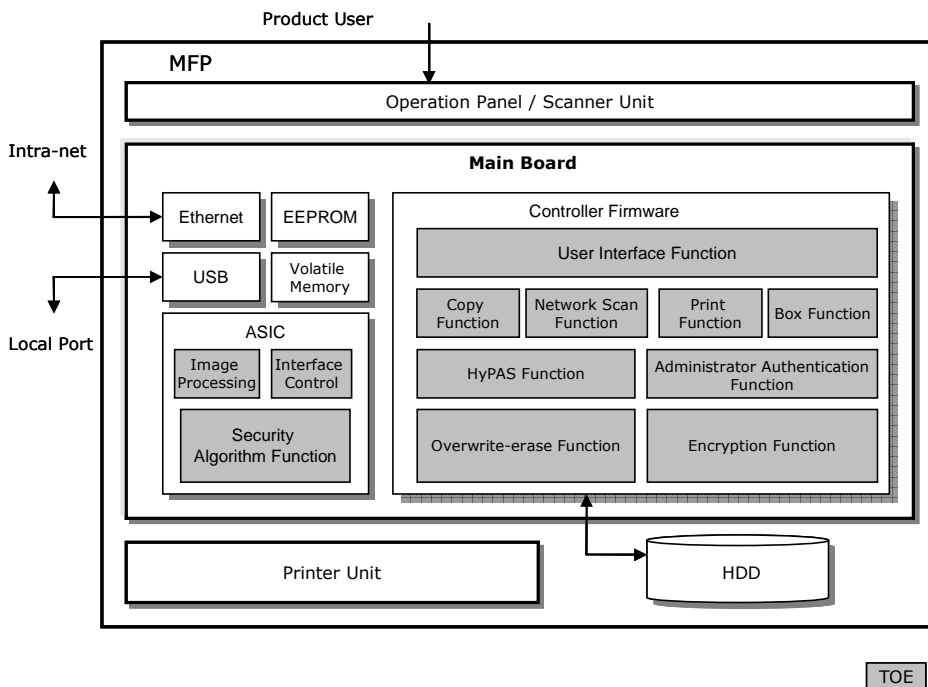 Product User
MFP
Operation Panel / Scanner Unit
Intra-net
Main Board
Ethernet
EEPROM
Controller Firmware
User Interface Function
USB
Volatile
Memory
Copy
Function
Network Scan
Function
Print
Function
Box Function
Local Port
ASIC
Image
Processing
Interface
Control
HyPAS Function
Administrator Authentication
Function
Security
Algorithm Function
Overwrite-erase Function
Encryption Function
Printer Unit
HDD
TOE